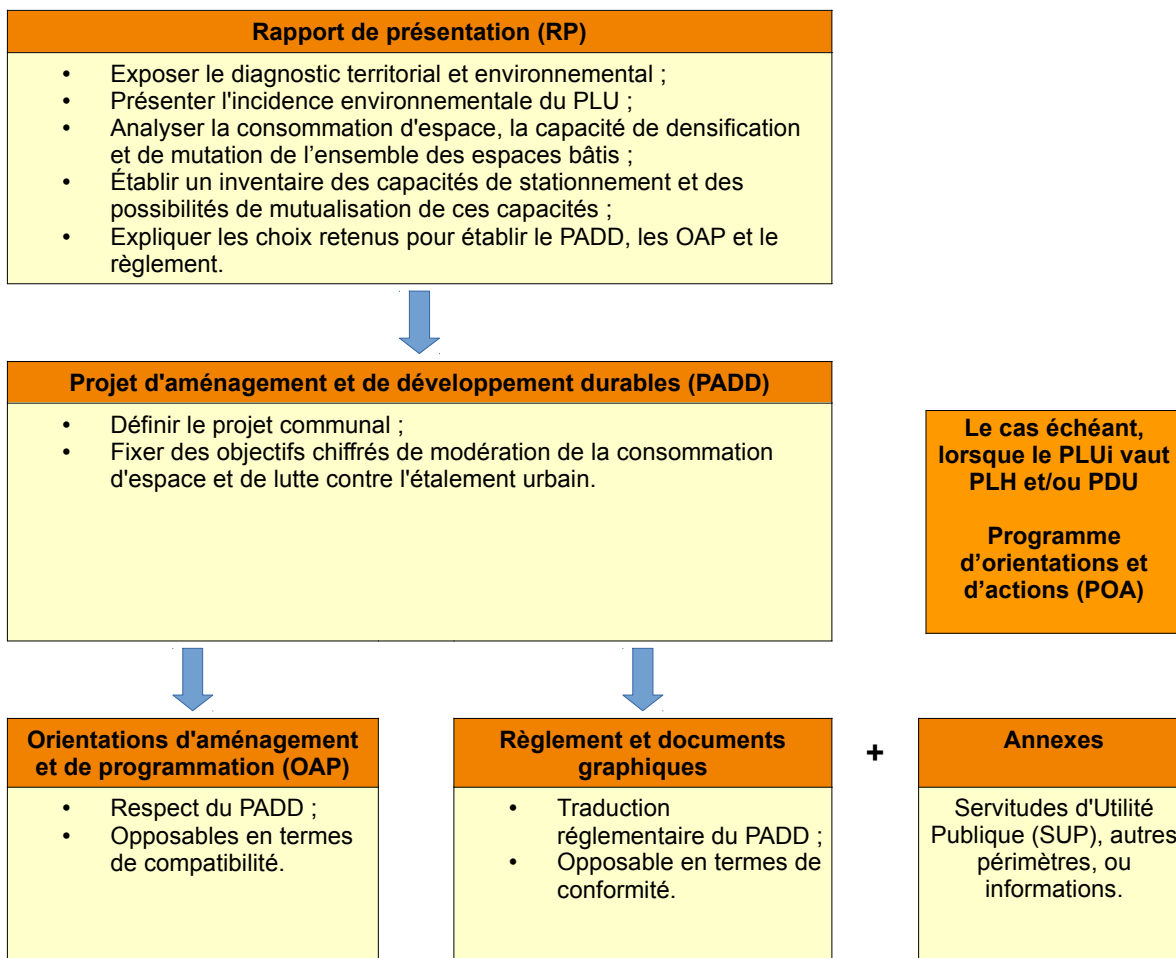 Rapport de présentation (RP)
• Exposer le diagnostic territorial et environnemental ;
• Présenter l'incidence environnementale du PLU ;
• Analyser la consommation d'espace, la capacité de densification
et de mutation de l’ensemble des espaces bâtis ;
• Établir un inventaire des capacités de stationnement et des
possibilités de mutualisation de ces capacités ;
• Expliquer les choix retenus pour établir le PADD, les OAP et le
règlement.
Projet d'aménagement et de développement durables (PADD)
• Définir le projet communal ;
• Fixer des objectifs chiffrés de modération de la consommation
d'espace et de lutte contre l'étalement urbain.
Le cas échéant,
lorsque le PLUi vaut
PLH et/ou PDU
Programme
d’orientations et
d’actions (POA)
Orientations d'aménagement
et de programmation (OAP)
• Respect du PADD ;
• Opposables en termes
de compatibilité.
Règlement et documents
graphiques
• Traduction
réglementaire du PADD ;
• Opposable en termes de
conformité.
+
Annexes
Servitudes d'Utilité
Publique (SUP), autres
périmètres, ou
informations.